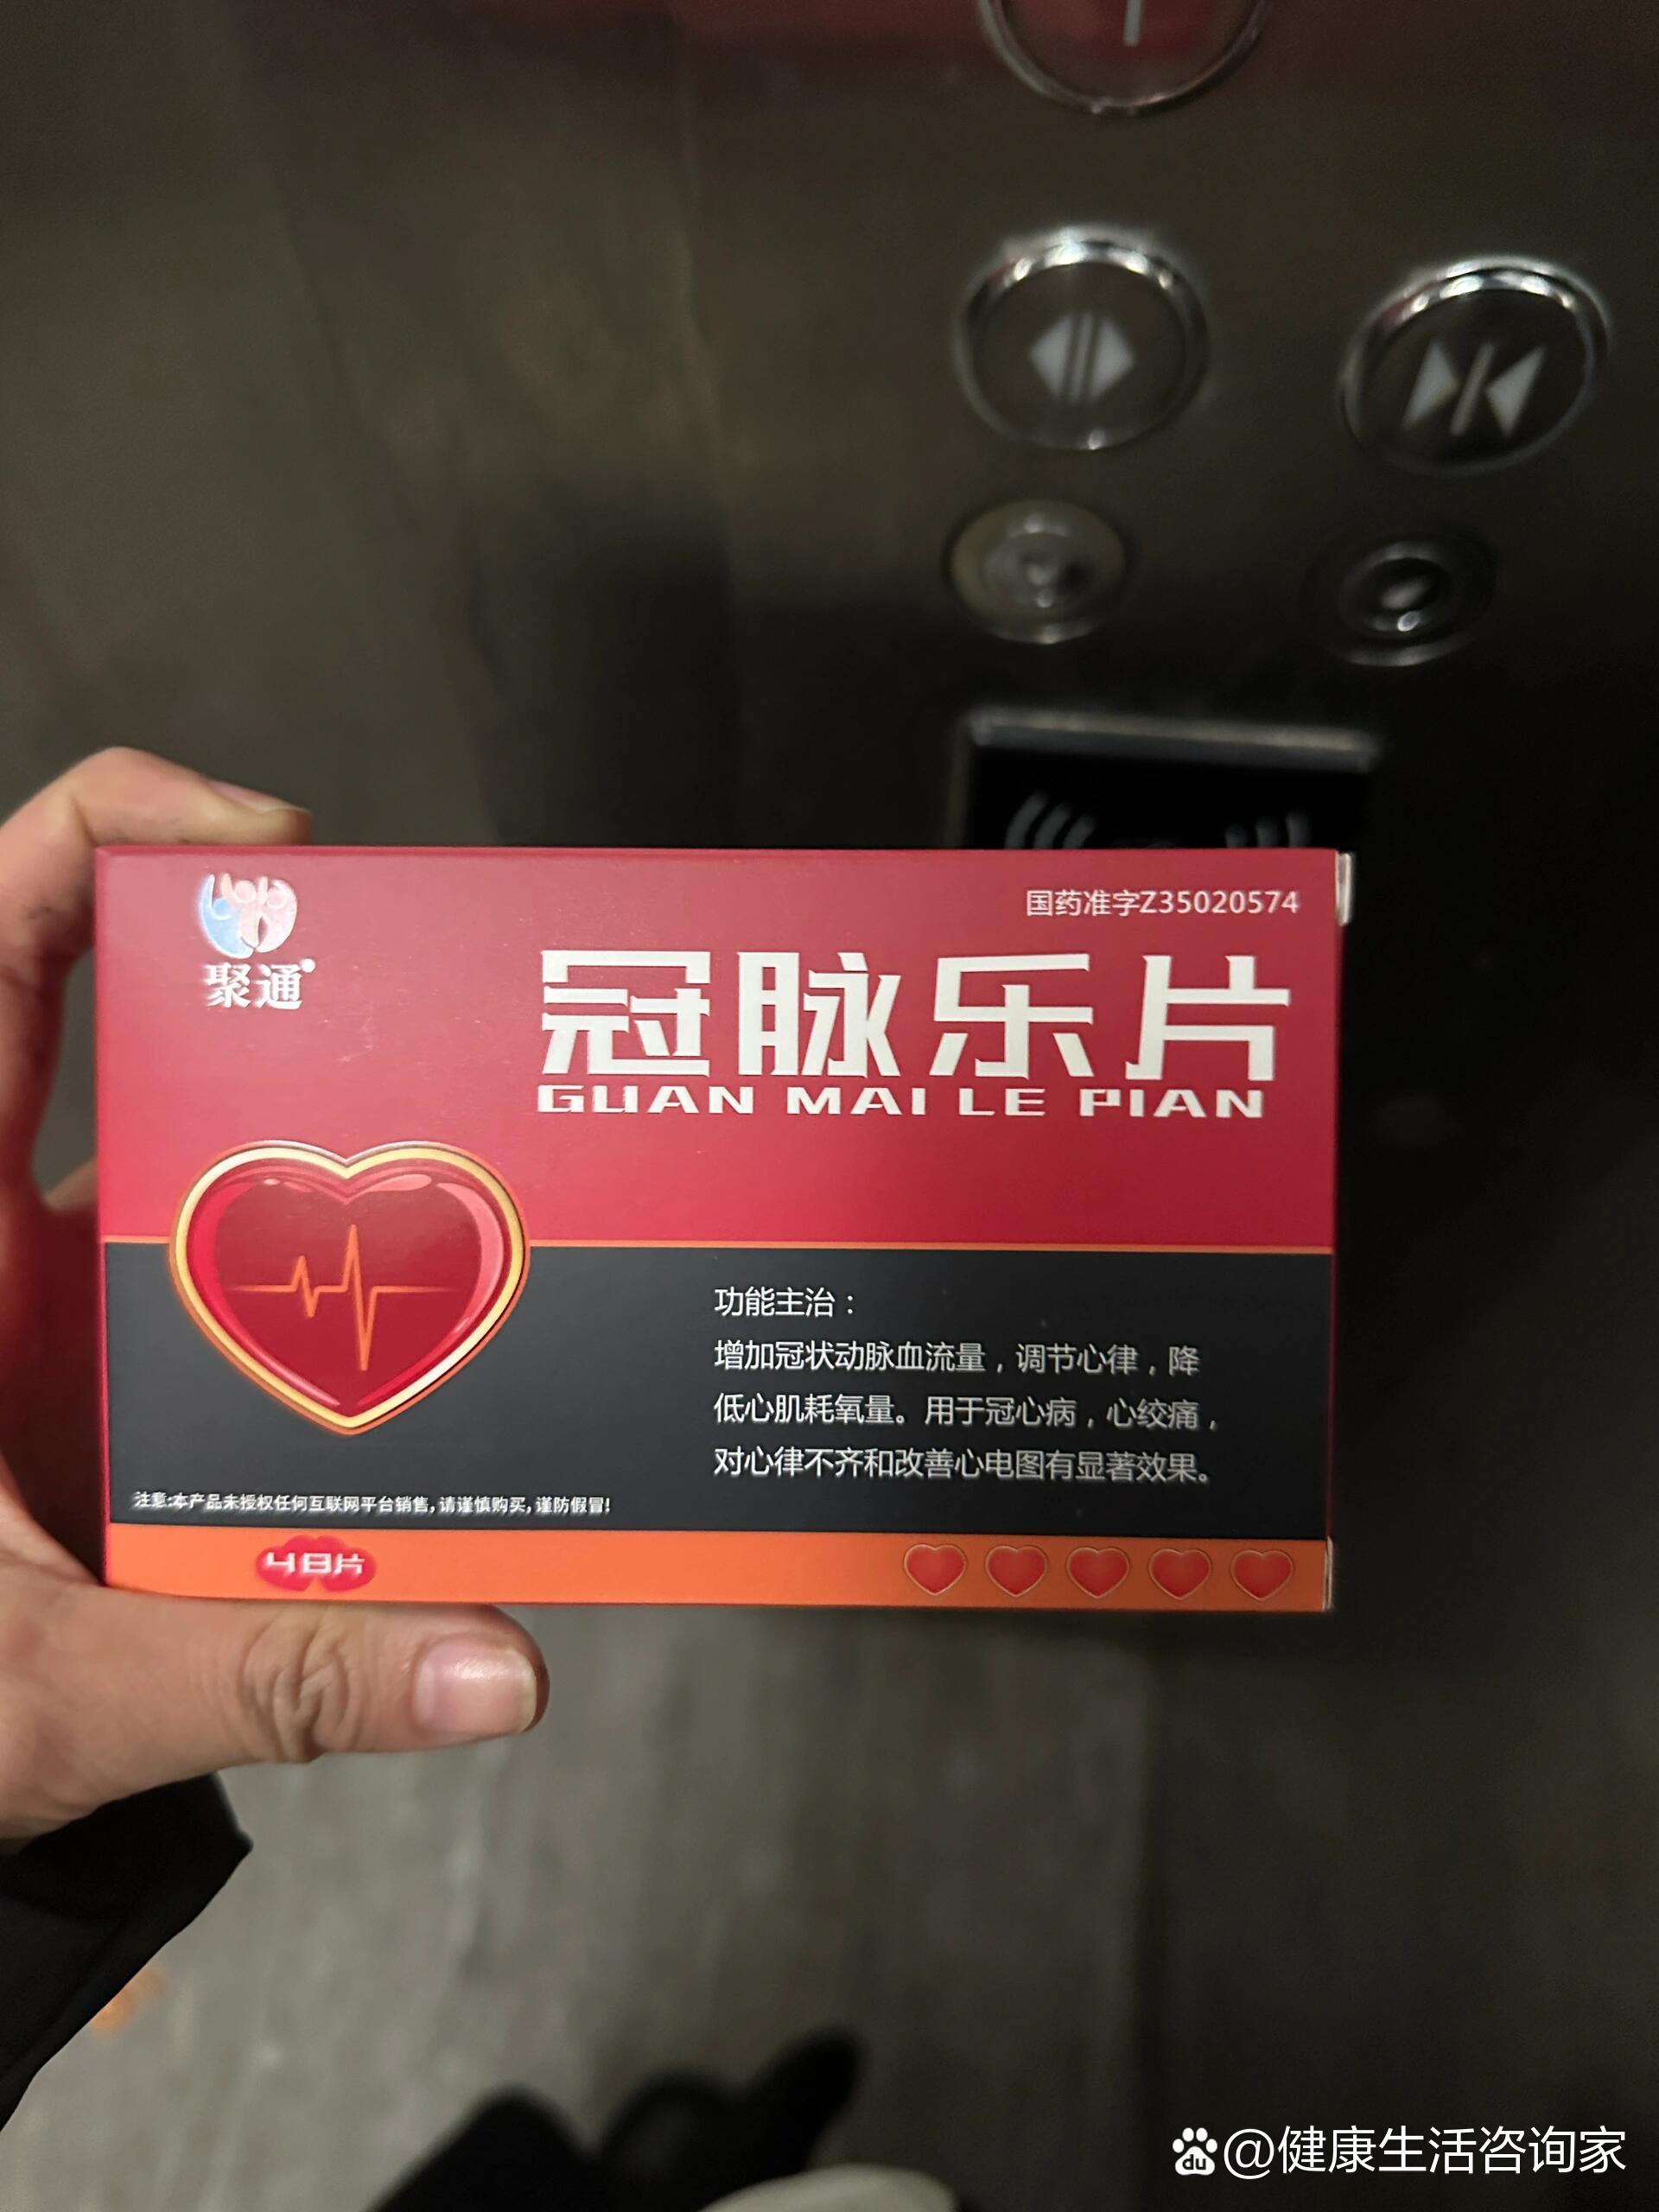 聚通
国药准字Z35020574
冠脉乐片
GUAN MAI LE PIAN
功能主治：
增加冠状动脉血流量，调节心律，降
低心肌耗氧量。用于冠心病，心绞痛，
对心律不齐和改善心电图有显著效果。
注意:本产品未授权任何互联网平台销售,请谨慎购买,谨防假冒!
48片
du @健康生活咨询家